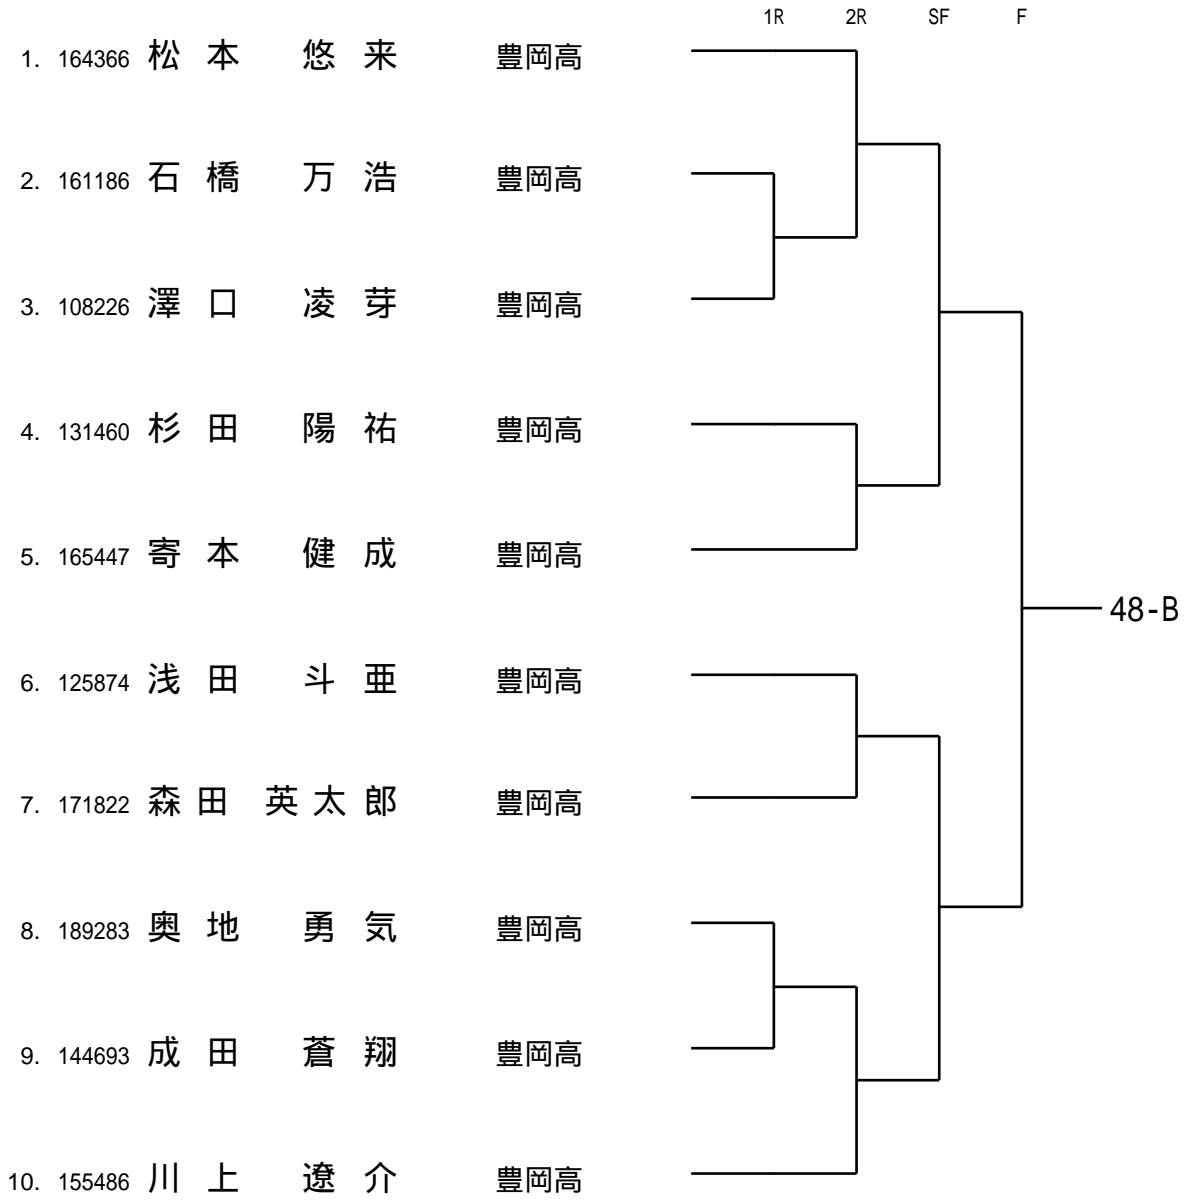 1R 2R SF F
1. 164366 松本 悠来 豊岡高
2. 161186 石橋 万浩 豊岡高
3. 108226 澤口 凌芽 豊岡高
4. 131460 杉田 陽祐 豊岡高
5. 165447 寄本 健成 豊岡高
48-B
6. 125874 浅田 斗亜 豊岡高
7. 171822 森田 英太郎 豊岡高
8. 189283 奥地 勇気 豊岡高
9. 144693 成田 蒼翔 豊岡高
10. 155486 川上 遼介 豊岡高